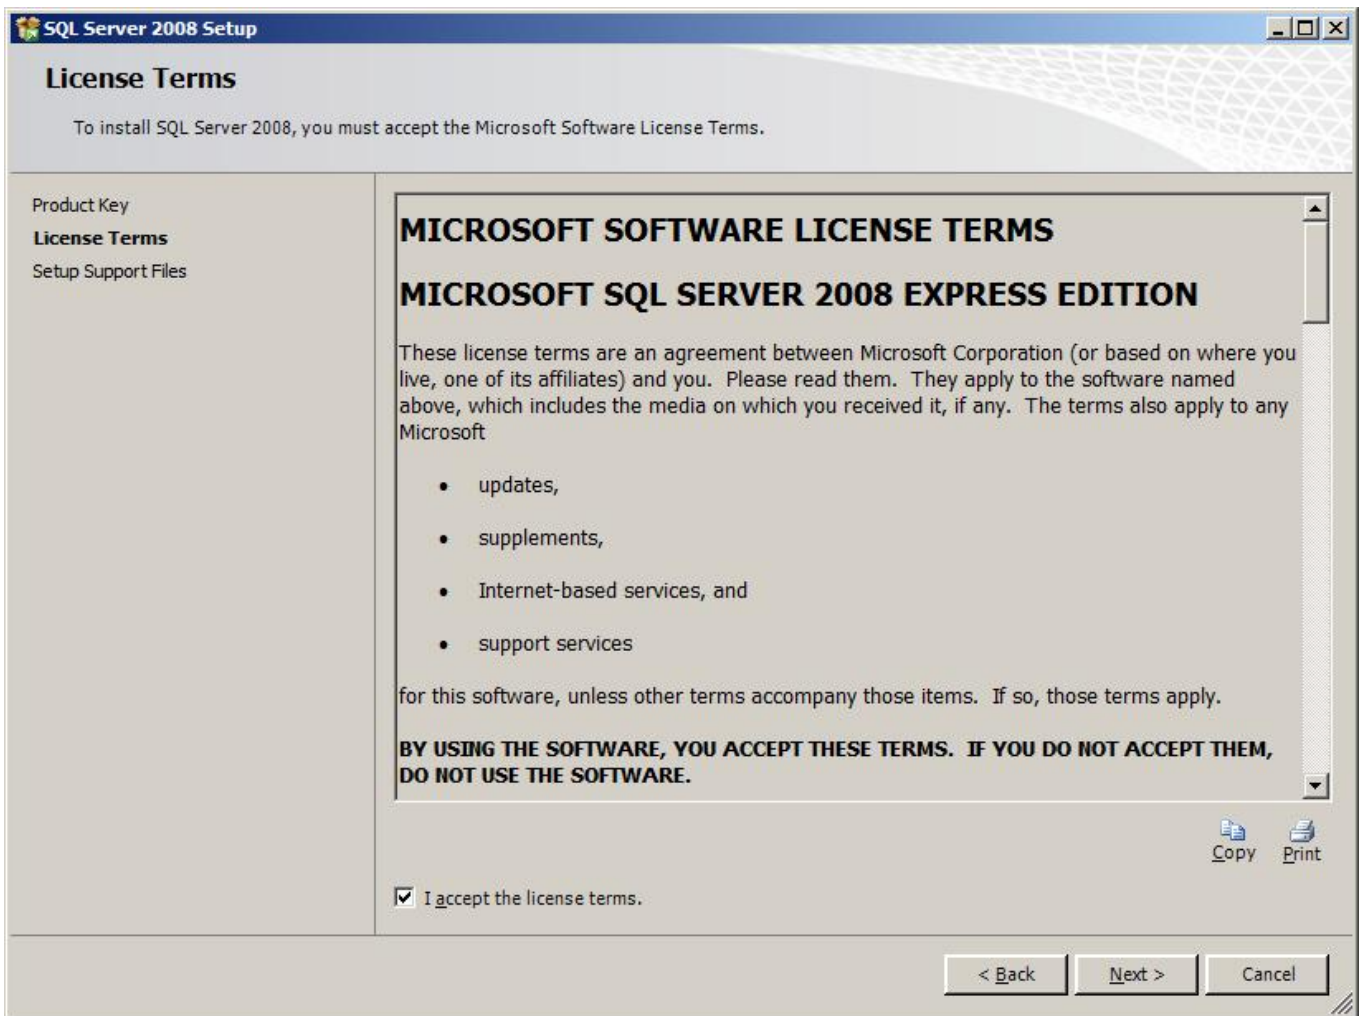 SQL Server 2008 Setup
License Terms
To install SQL Server 2008, you must accept the Microsoft Software License Terms.
Product Key
License Terms
Setup Support Files
MICROSOFT SOFTWARE LICENSE TERMS
MICROSOFT SQL SERVER 2008 EXPRESS EDITION
These license terms are an agreement between Microsoft Corporation (or based on where you
live, one of its affiliates) and you.  Please read them.  They apply to the software named
above, which includes the media on which you received it, if any.  The terms also apply to any
Microsoft
• updates,
• supplements,
• Internet-based services, and
• support services
for this software, unless other terms accompany those items.  If so, those terms apply.
BY USING THE SOFTWARE, YOU ACCEPT THESE TERMS.  IF YOU DO NOT ACCEPT THEM,
DO NOT USE THE SOFTWARE.
Copy Print
I accept the license terms.
< Back Next > Cancel